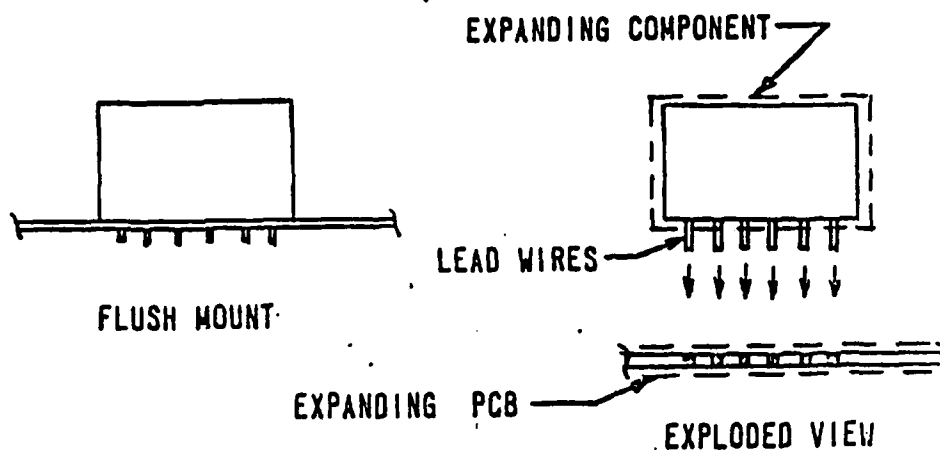 EXPANDING COMPONENT
LEAD WIRES
FLUSH MOUNT
EXPANDING PCB
EXPLODED VIEW